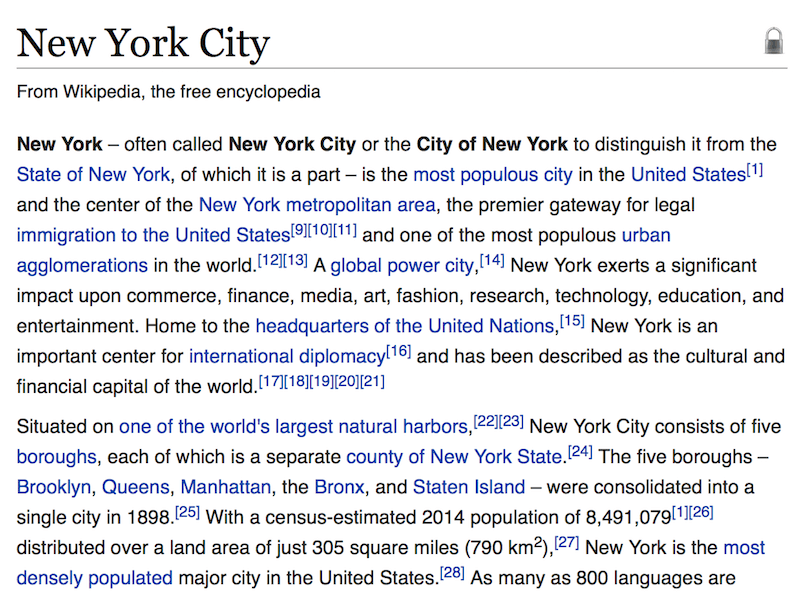 New York City
From Wikipedia, the free encyclopedia
New York – often called New York City or the City of New York to distinguish it from the
State of New York, of which it is a part – is the most populous city in the United States[1]
and the center of the New York metropolitan area, the premier gateway for legal
immigration to the United States[9][10][11] and one of the most populous urban
agglomerations in the world.[12][13] A global power city,[14] New York exerts a significant
impact upon commerce, finance, media, art, fashion, research, technology, education, and
entertainment. Home to the headquarters of the United Nations,[15] New York is an
important center for international diplomacy[16] and has been described as the cultural and
financial capital of the world.[17][18][19][20][21]
Situated on one of the world's largest natural harbors,[22][23] New York City consists of five
boroughs, each of which is a separate county of New York State.[24] The five boroughs –
Brooklyn, Queens, Manhattan, the Bronx, and Staten Island – were consolidated into a
single city in 1898.[25] With a census-estimated 2014 population of 8,491,079[1][26]
distributed over a land area of just 305 square miles (790 km2),[27] New York is the most
densely populated major city in the United States.[28] As many as 800 languages are